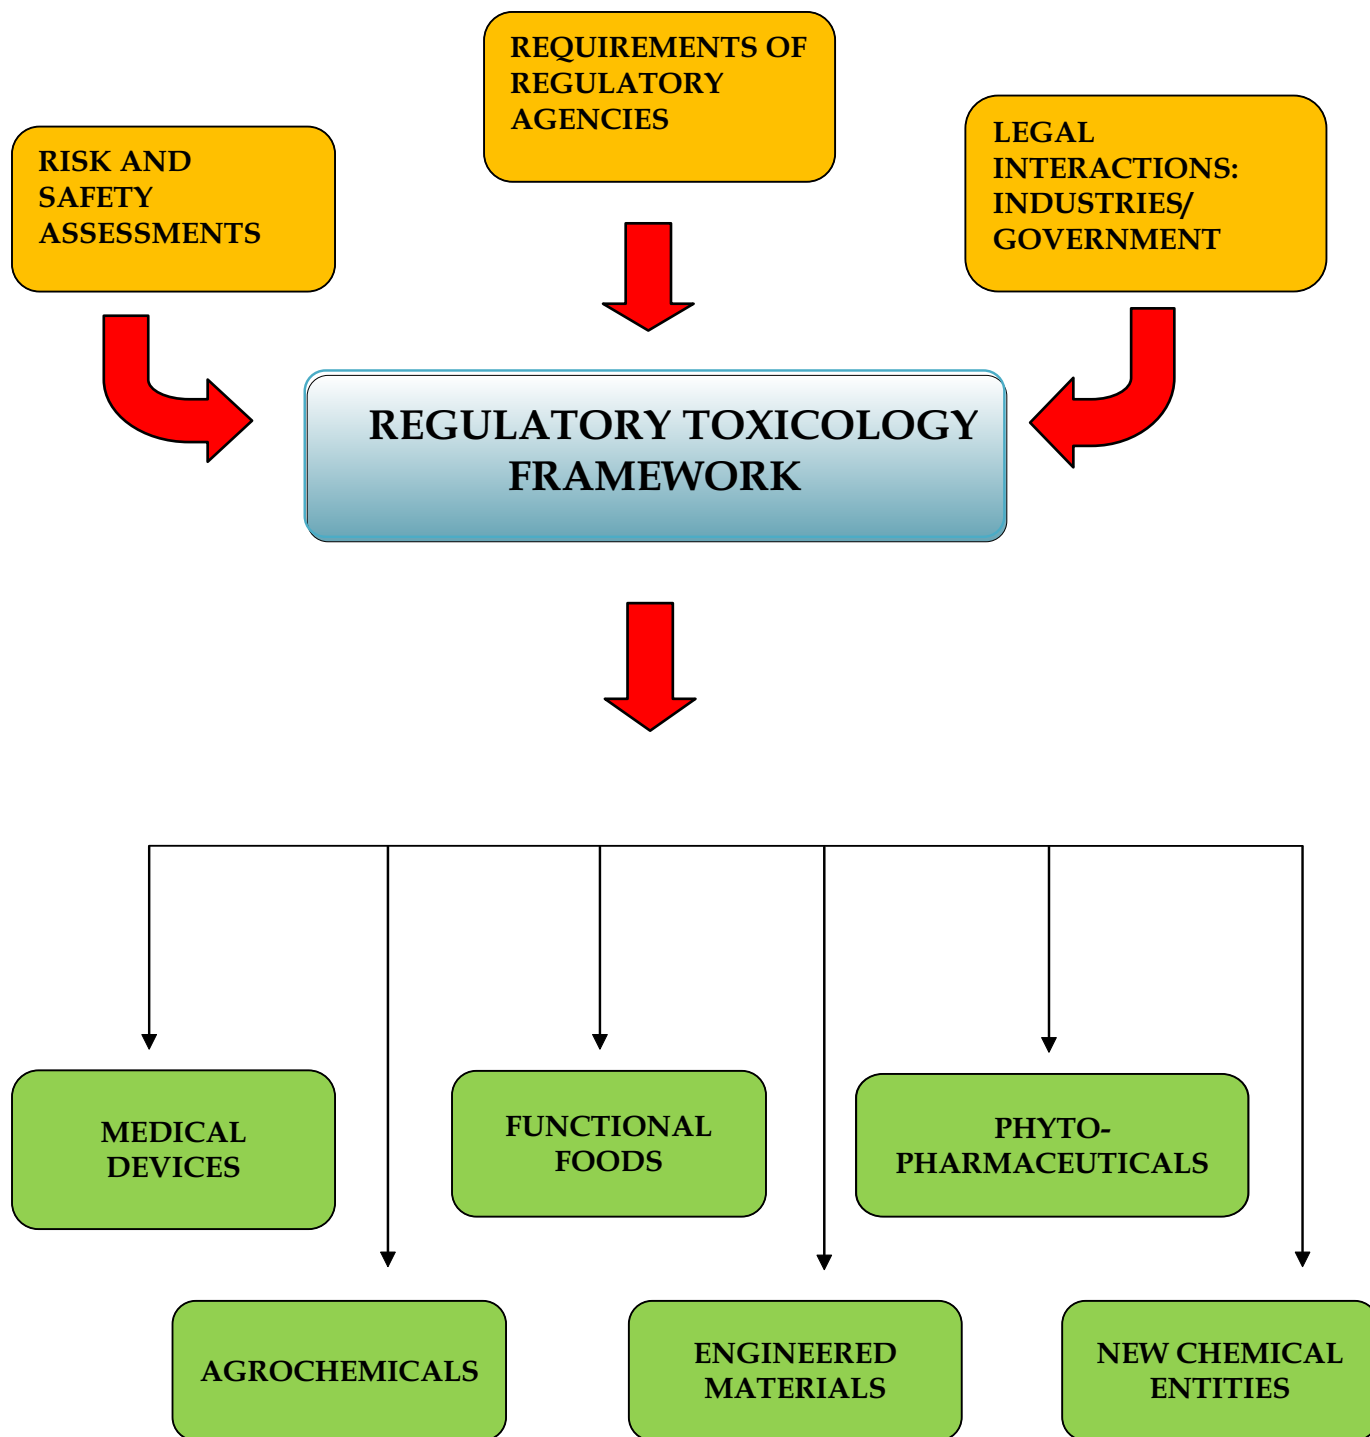 REQUIREMENTS OF
REGULATORY
AGENCIES
RISK AND
SAFETY
ASSESSMENTS
LEGAL
INTERACTIONS:
INDUSTRIES/
GOVERNMENT
REGULATORY TOXICOLOGY
FRAMEWORK
MEDICAL
DEVICES
FUNCTIONAL
FOODS
PHYTO-
PHARMACEUTICALS
AGROCHEMICALS
ENGINEERED
MATERIALS
NEW CHEMICAL
ENTITIES